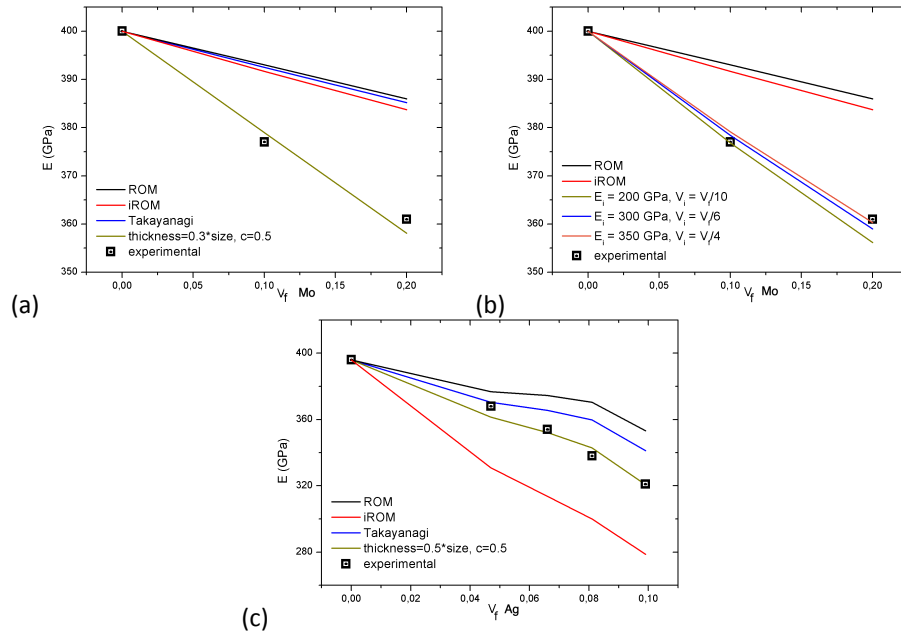 400
390
380
370
360
350
E (GPa)
ROM
iROM
Takayanagi
thickness=0.3*size, c=0.5
experimental
0,00 0,05 0,10 0,15 0,20
V_f Mo
(a)
400
390
380
370
360
350
E (GPa)
ROM
iROM
E_i = 200 GPa, V_i = V_f/10
E_i = 300 GPa, V_i = V_f/6
E_i = 350 GPa, V_i = V_f/4
experimental
0,00 0,05 0,10 0,15 0,20
V_f Mo
(b)
400
360
320
280
E (GPa)
ROM
iROM
Takayanagi
thickness=0.5*size, c=0.5
experimental
0,00 0,02 0,04 0,06 0,08 0,10
V_f Ag
(c)